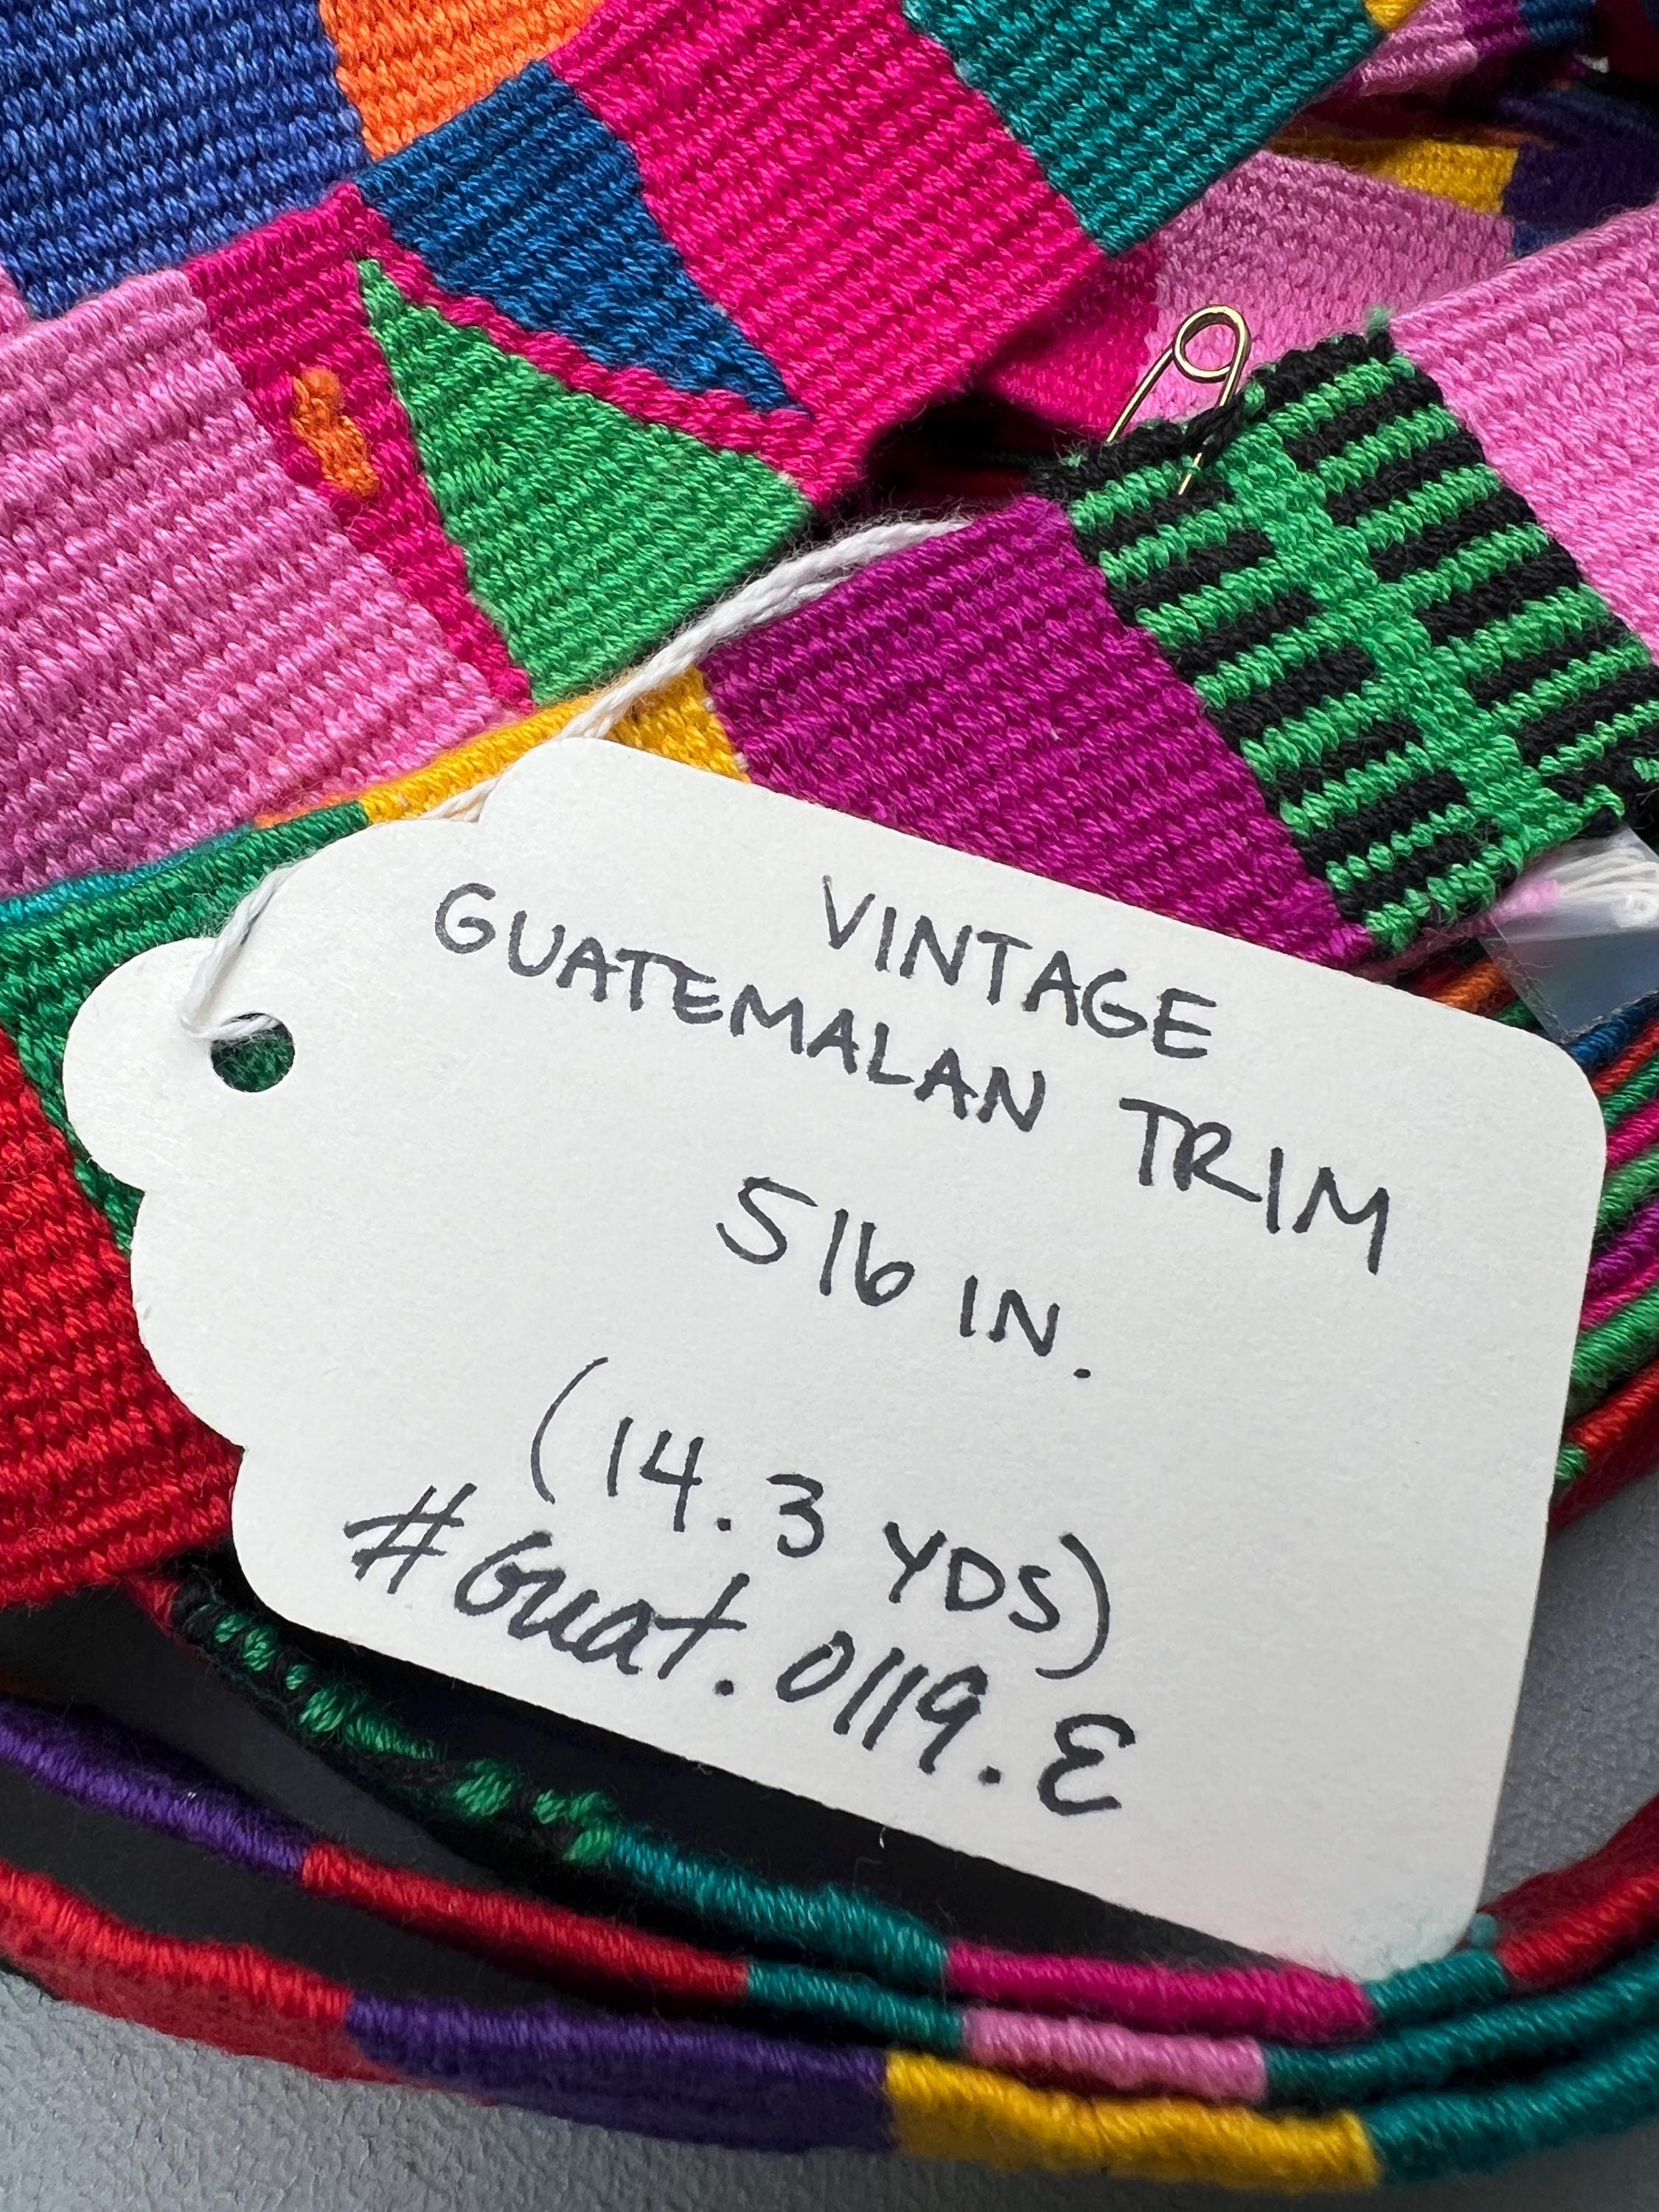 VINTAGE
GUATEMALAN TRIM
516 IN.
(14.3 YDS)
#Guat.0119.E